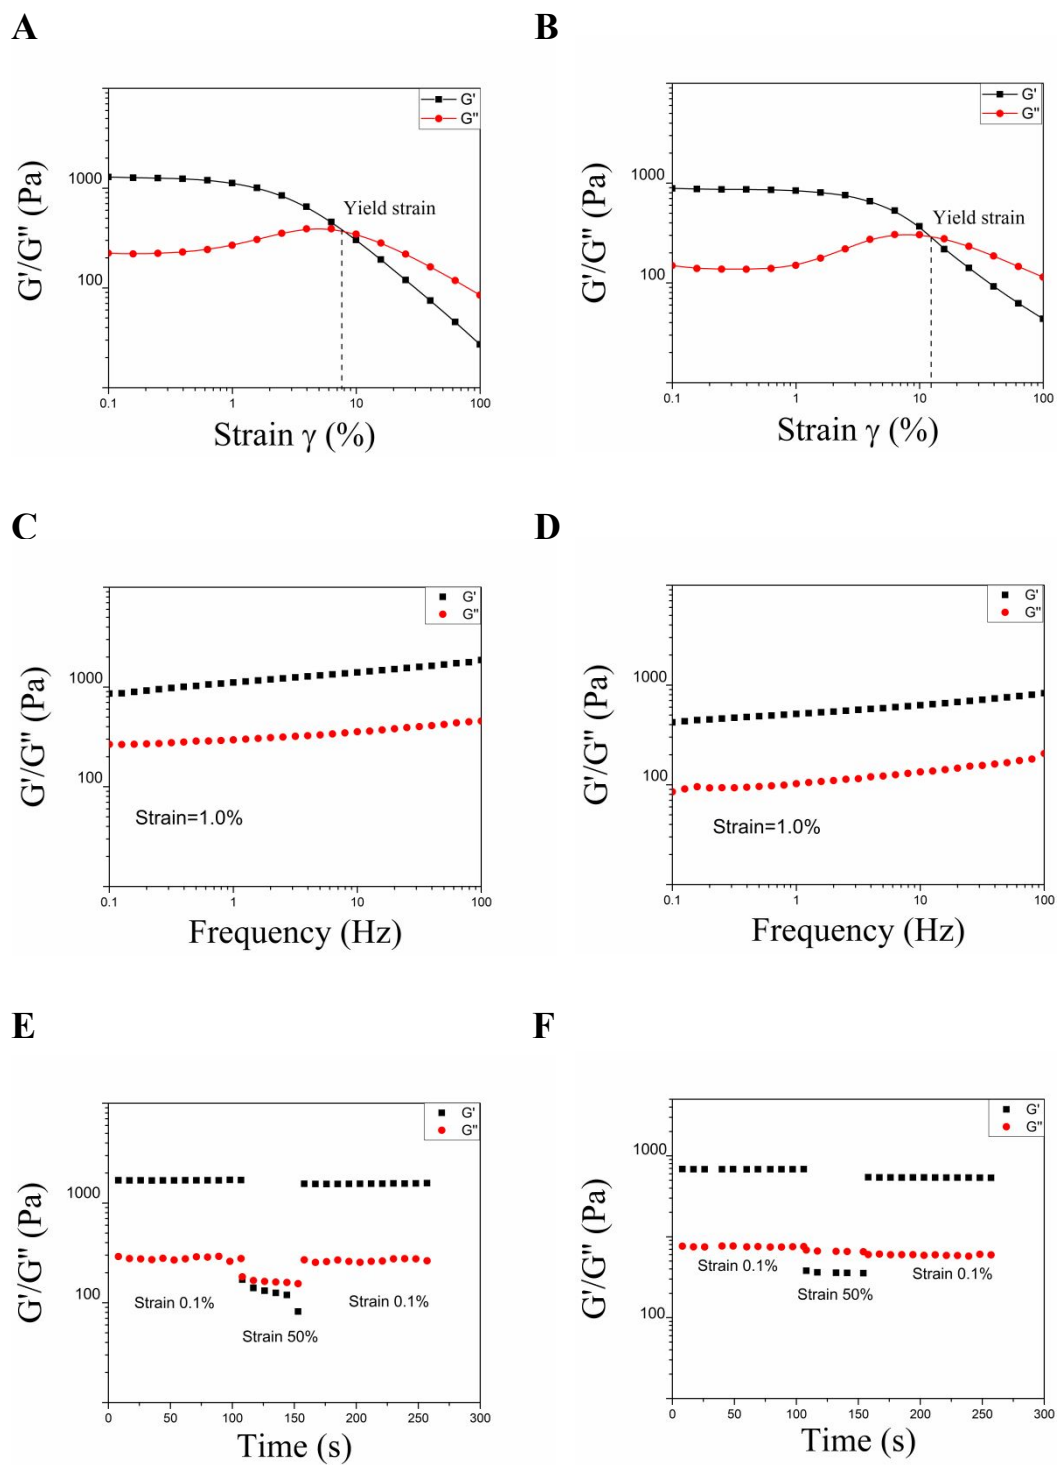 A
B
G'
G"
1000
100
G'/G" (Pa)
Yield strain
0.1
1
10
100
Strain γ (%)
G'
G"
1000
100
G'/G" (Pa)
Yield strain
0.1
1
10
100
Strain γ (%)
C
D
G'
G"
1000
100
G'/G" (Pa)
Strain=1.0%
0.1
1
10
100
Frequency (Hz)
G'
G"
1000
100
G'/G" (Pa)
Strain=1.0%
0.1
1
10
100
Frequency (Hz)
E
F
G'
G"
1000
100
G'/G" (Pa)
Strain 0.1%
Strain 50%
Strain 0.1%
0
50
100
150
200
250
300
Time (s)
G'
G"
1000
100
G'/G" (Pa)
Strain 0.1%
Strain 50%
Strain 0.1%
0
50
100
150
200
250
300
Time (s)